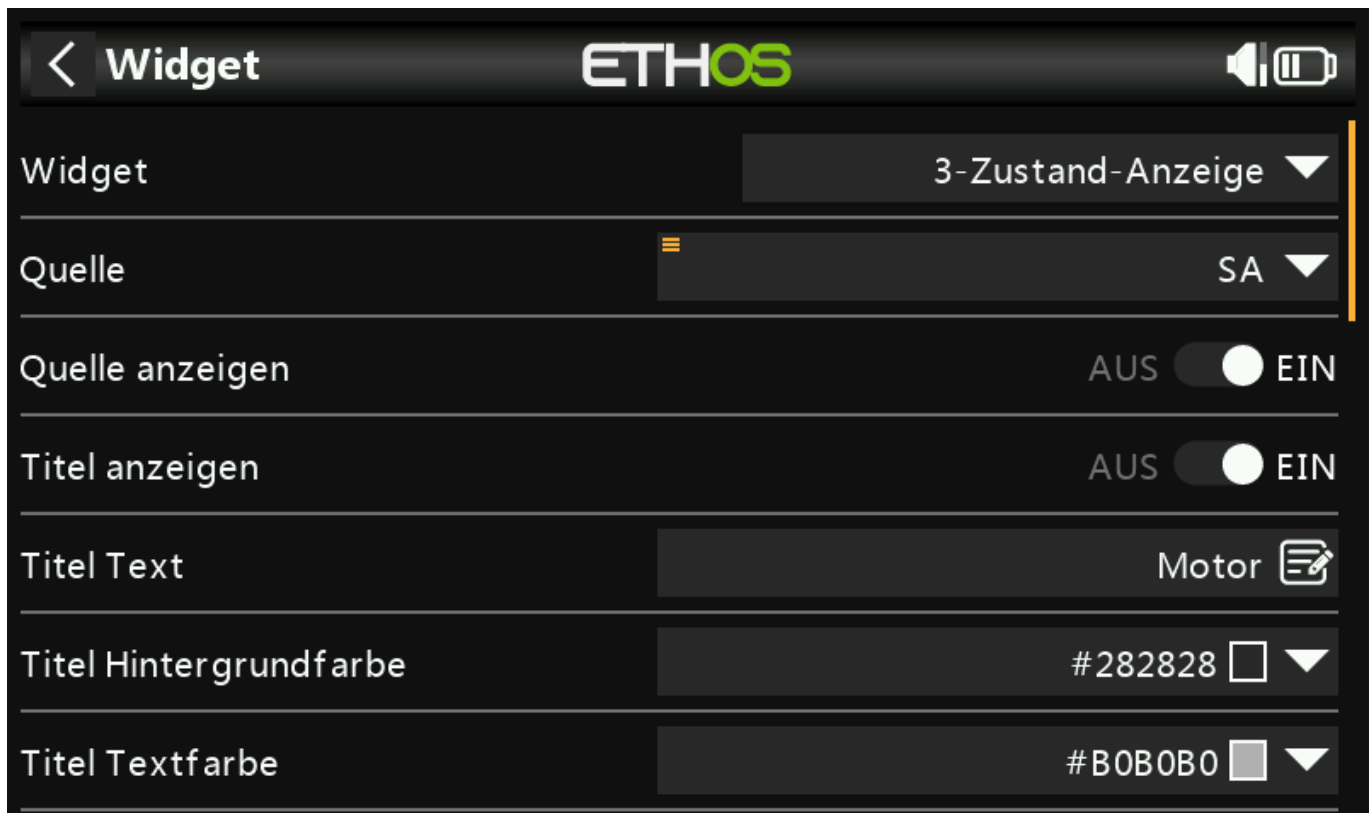 Widget ETHOS
Widget 3-Zustand-Anzeige
Quelle SA
Quelle anzeigen AUS EIN
Titel anzeigen AUS EIN
Titel Text Motor
Titel Hintergrundfarbe #282828
Titel Textfarbe #B0B0B0